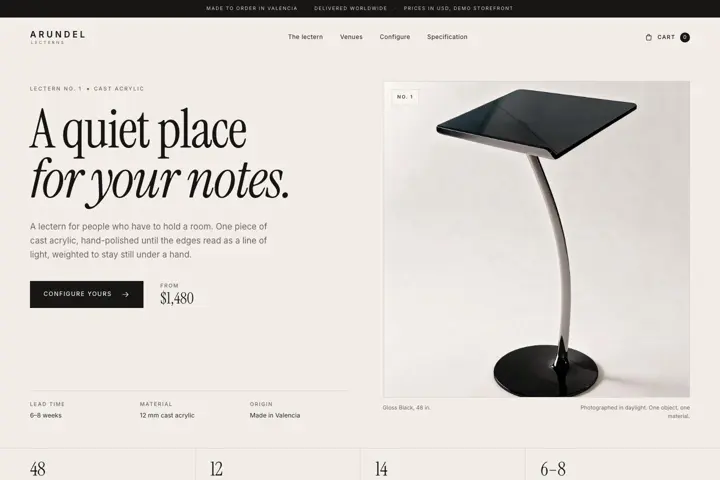 MADE TO ORDER IN VALENCIA DELIVERED WORLDWIDE PRICES IN USD, DEMO STOREFRONT
ARUNDEL
LECTERNS
The lectern Venues Configure Specification
CART 0
LECTERN NO. 1 • CAST ACRYLIC
A quiet place
for your notes.
A lectern for people who have to hold a room. One piece of
cast acrylic, hand-polished until the edges read as a line of
light, weighted to stay still under a hand.
CONFIGURE YOURS →
FROM
$1,480
LEAD TIME
6–8 weeks
MATERIAL
12 mm cast acrylic
ORIGIN
Made in Valencia
NO. 1
Gloss Black, 48 in.
Photographed in daylight. One object, one
material.
48
12
14
6–8